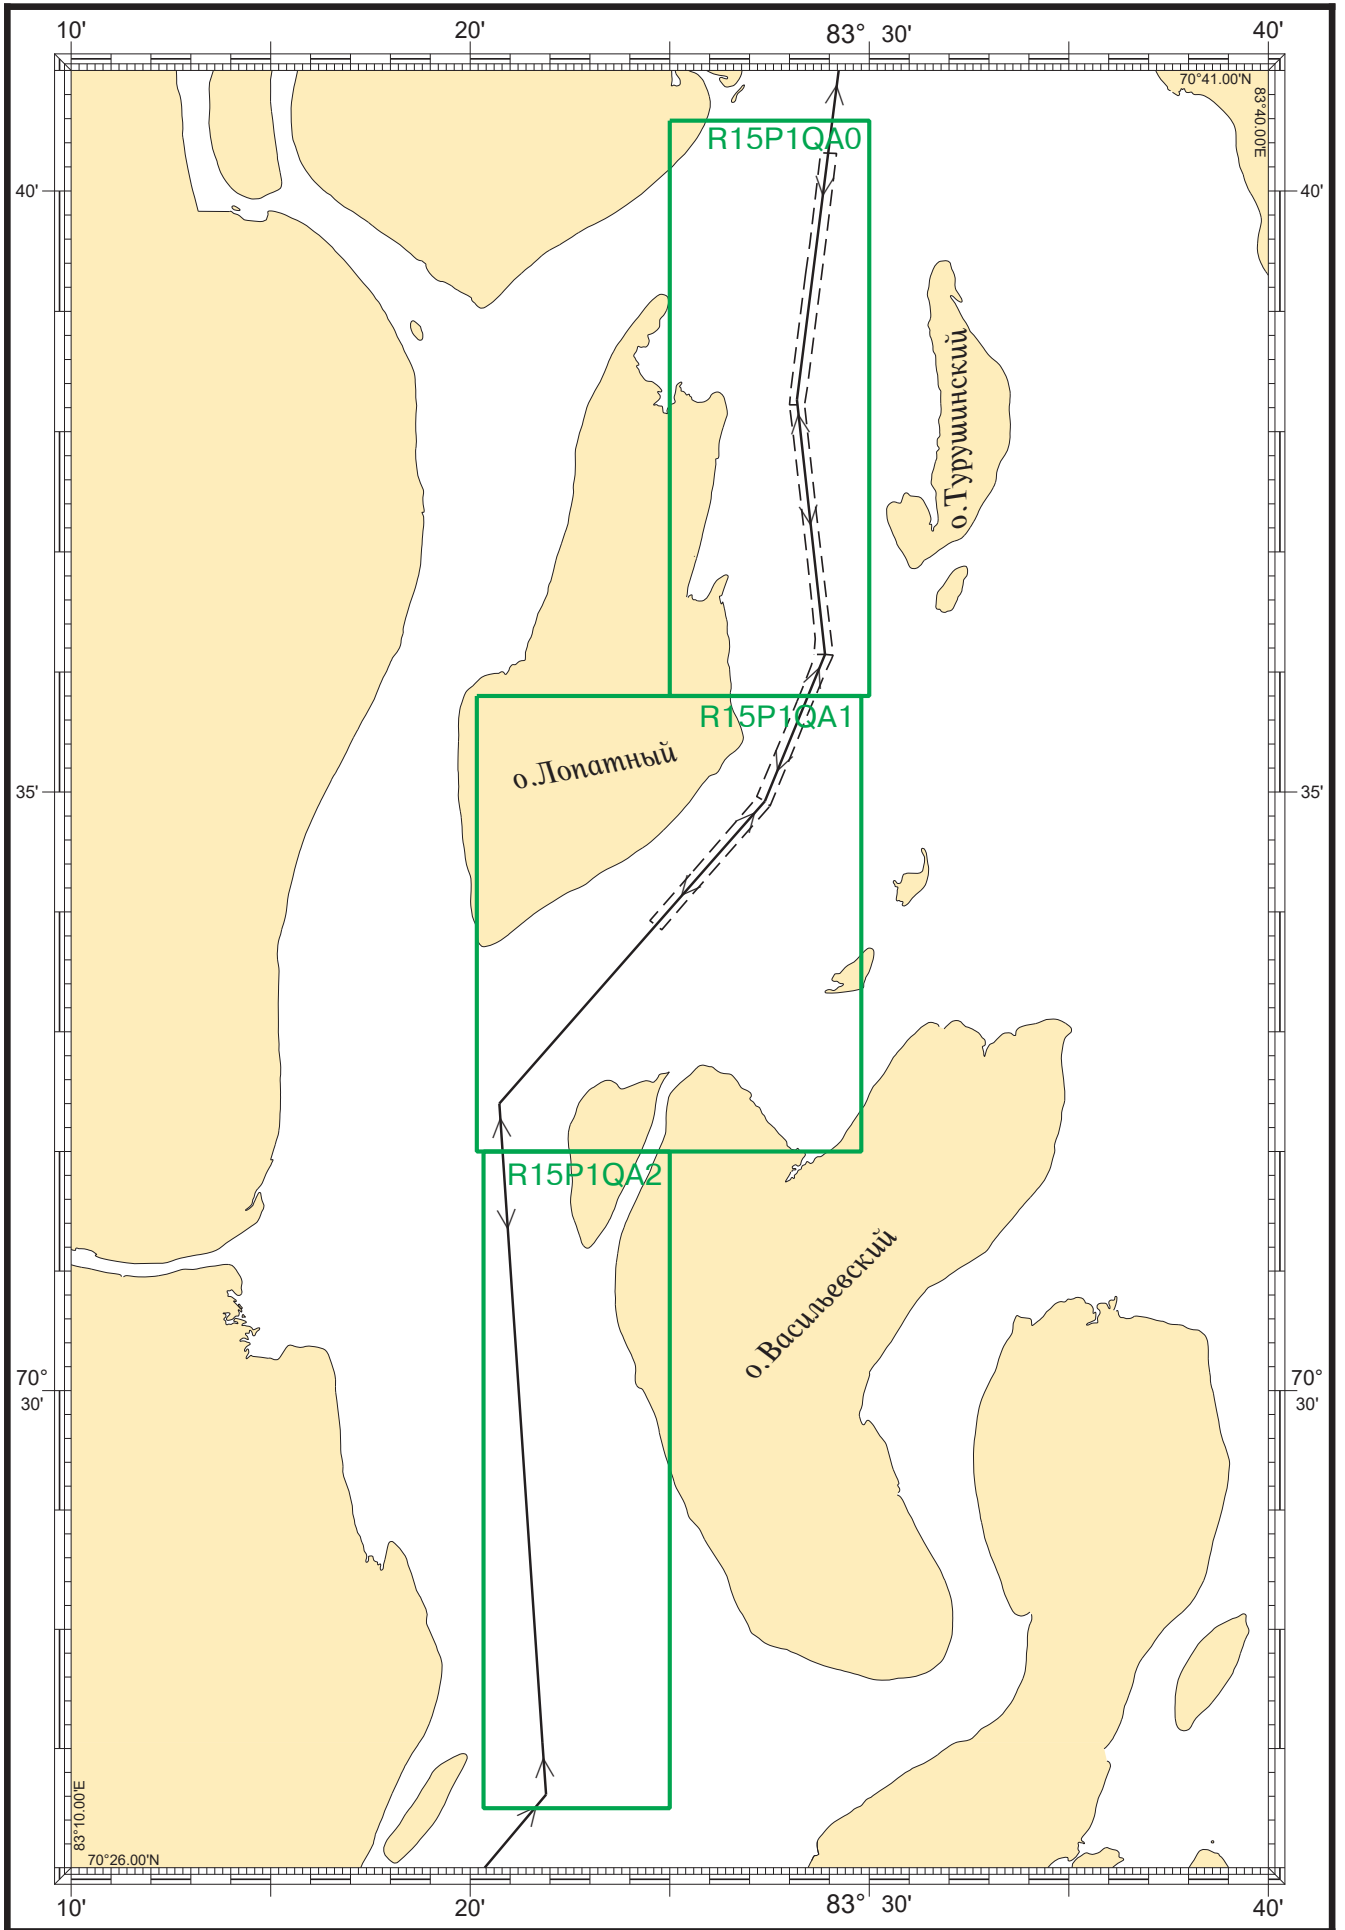 10' 20' 83° 30' 40'
70°41.00'N
83°40.00'E
R15P1QA0
40' 40'
о.Турушинский
R15P1QA1
о.Лопатный
35' 35'
R15P1QA2
о.Васильевский
70° 70°
30' 30'
83°10.00'E
70°26.00'N
10' 20' 83° 30' 40'